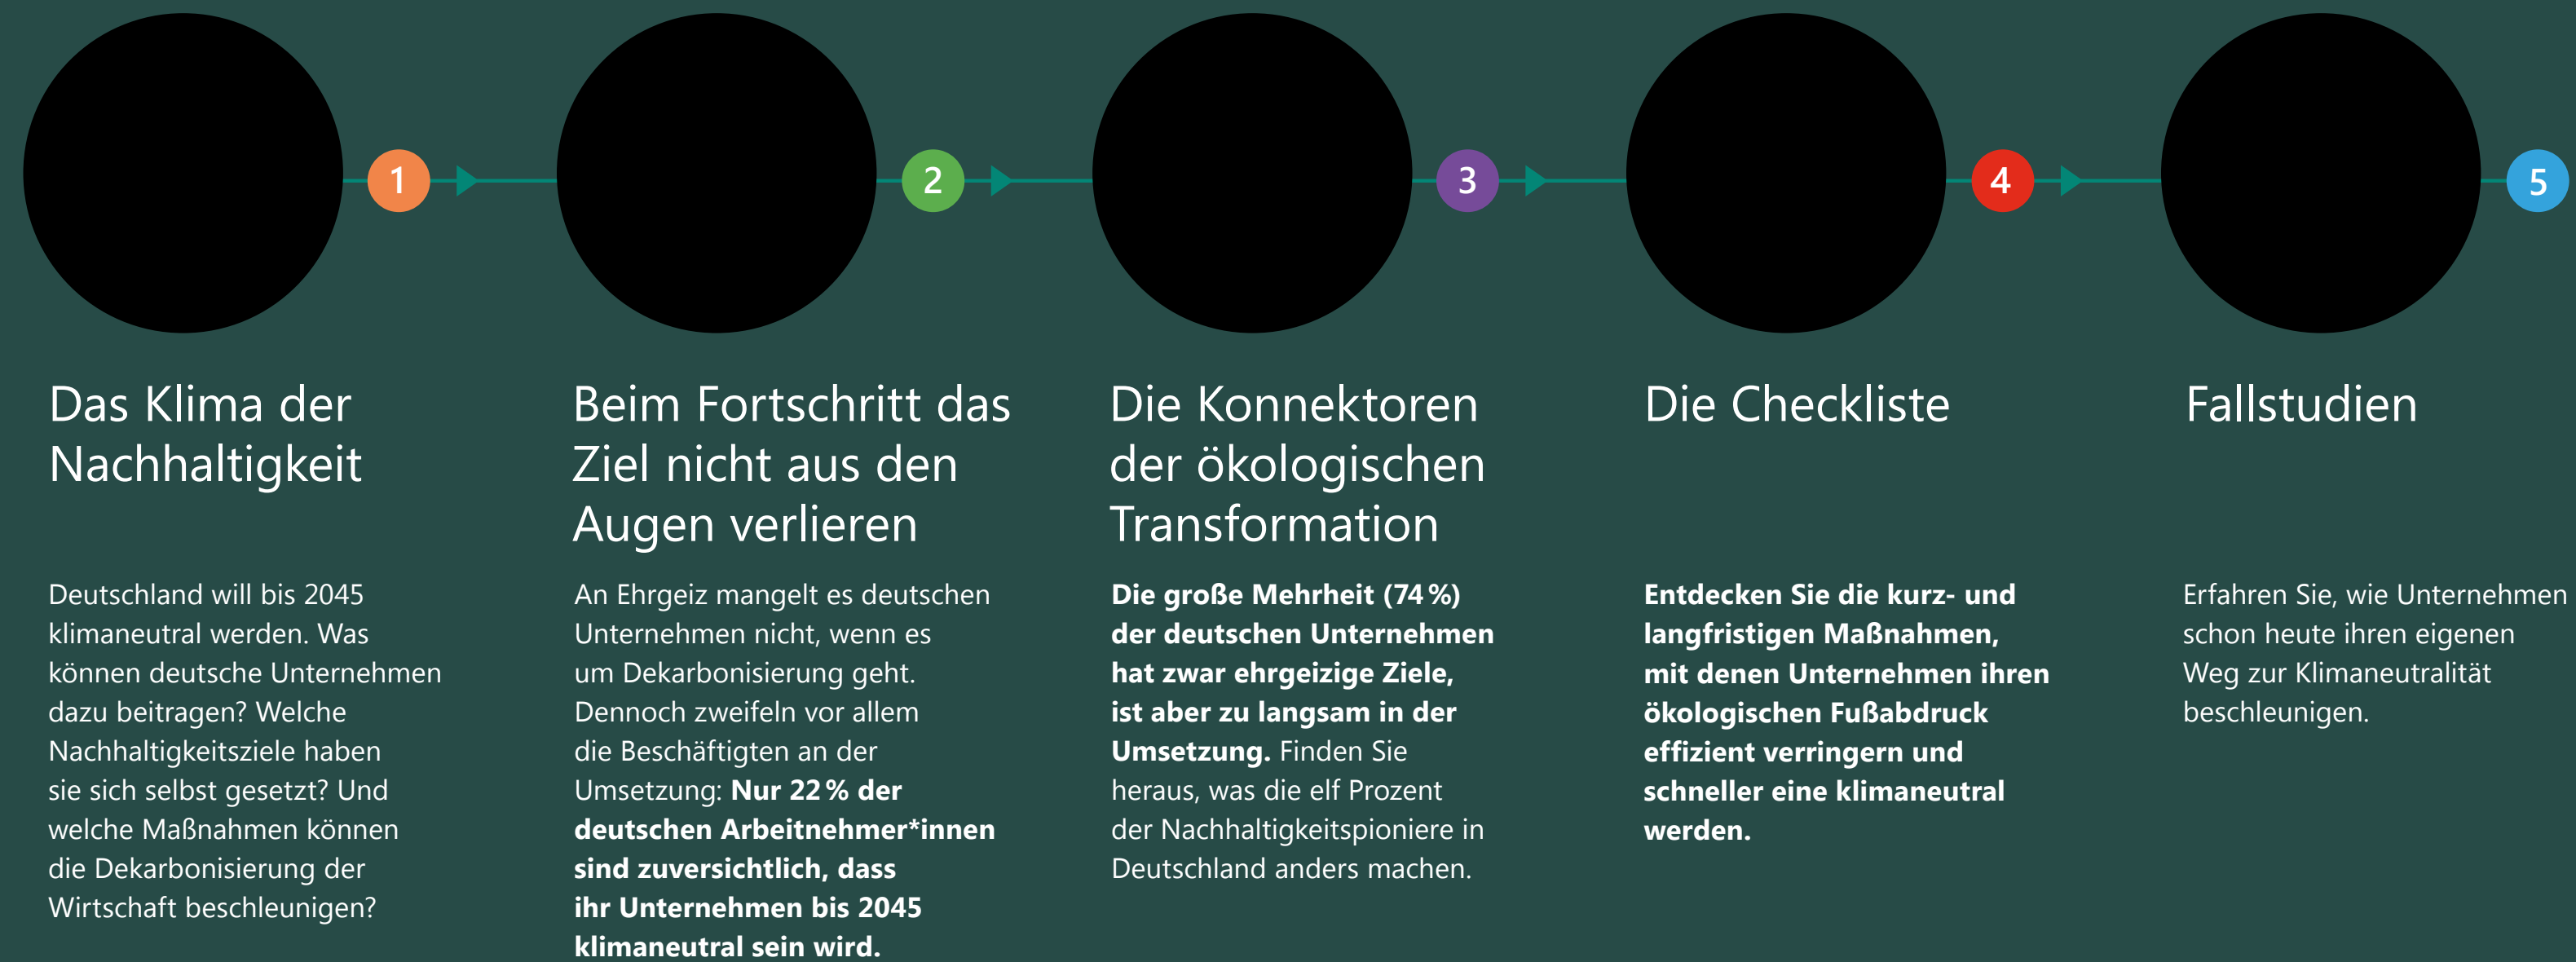 1
2
3
4
5
Das Klima der
Nachhaltigkeit
Deutschland will bis 2045
klimaneutral werden. Was
können deutsche Unternehmen
dazu beitragen? Welche
Nachhaltigkeitsziele haben
sie sich selbst gesetzt? Und
welche Maßnahmen können
die Dekarbonisierung der
Wirtschaft beschleunigen?
Beim Fortschritt das
Ziel nicht aus den
Augen verlieren
An Ehrgeiz mangelt es deutschen
Unternehmen nicht, wenn es
um Dekarbonisierung geht.
Dennoch zweifeln vor allem
die Beschäftigten an der
Umsetzung: Nur 22 % der
deutschen Arbeitnehmer*innen
sind zuversichtlich, dass
ihr Unternehmen bis 2045
klimaneutral sein wird.
Die Konnektoren
der ökologischen
Transformation
Die große Mehrheit (74 %)
der deutschen Unternehmen
hat zwar ehrgeizige Ziele,
ist aber zu langsam in der
Umsetzung. Finden Sie
heraus, was die elf Prozent
der Nachhaltigkeitspioniere in
Deutschland anders machen.
Die Checkliste
Entdecken Sie die kurz- und
langfristigen Maßnahmen,
mit denen Unternehmen ihren
ökologischen Fußabdruck
effizient verringern und
schneller eine klimaneutral
werden.
Fallstudien
Erfahren Sie, wie Unternehmen
schon heute ihren eigenen
Weg zur Klimaneutralität
beschleunigen.